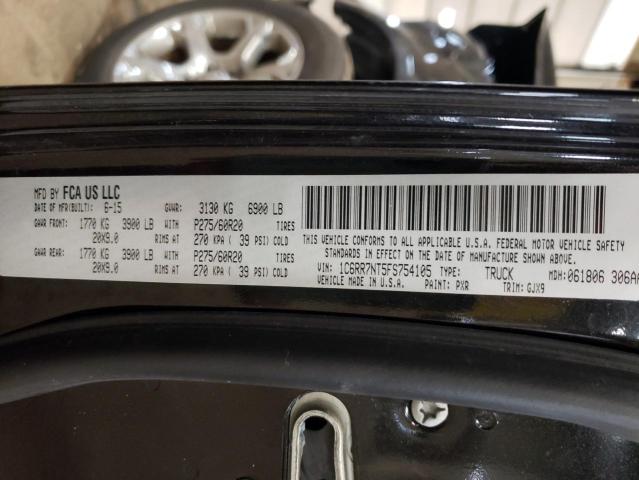 MFD BY FCA US LLC
DATE OF MFR(BUILT): 6-15 GVWR: 3130 KG 6900 LB
GAWR FRONT: 1770 KG 3900 LB WITH P275/60R20 TIRES
20X9.0 RIMS AT 270 KPA ( 39 PSI) COLD
GAWR REAR: 1770 KG 3900 LB WITH P275/60R20 TIRES
20X9.0 RIMS AT 270 KPA ( 39 PSI) COLD
THIS VEHICLE CONFORMS TO ALL APPLICABLE U.S.A. FEDERAL MOTOR VEHICLE SAFETY
STANDARDS IN EFFECT ON THE DATE OF MANUFACTURE SHOWN ABOVE.
VIN: 1C6RR7NT5FS754105 TYPE: TRUCK MDH: 061806 306AA
VEHICLE MADE IN U.S.A. PAINT: PXR TRIM: GJX9